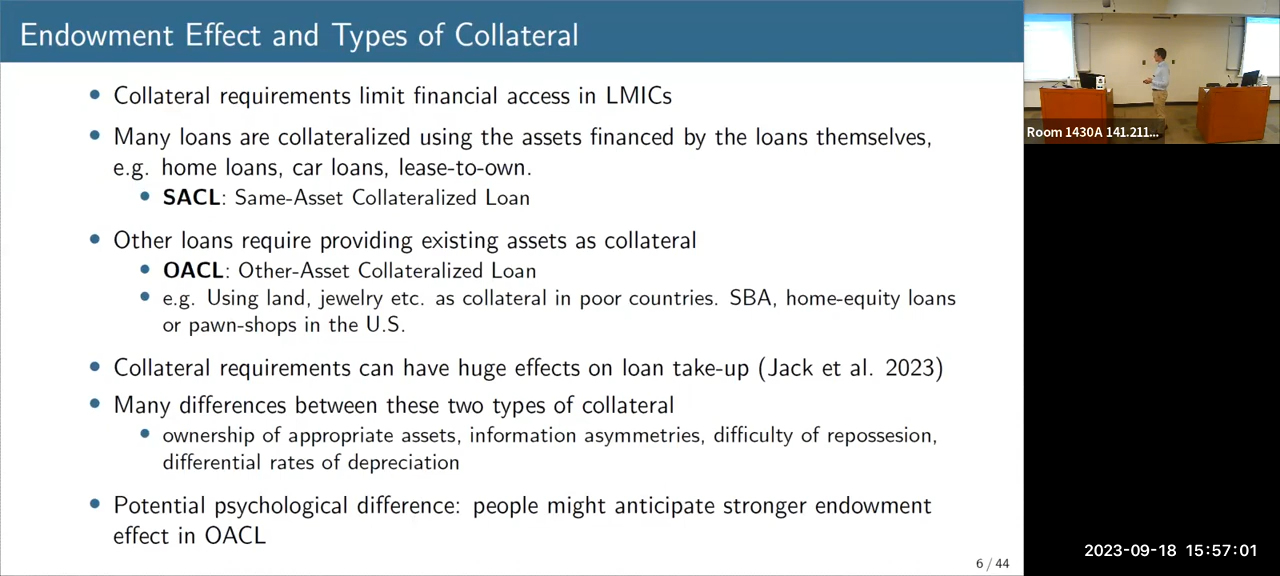 Endowment Effect and Types of Collateral
Collateral requirements limit financial access in LMICs
Many loans are collateralized using the assets financed by the loans themselves,
e.g. home loans, car loans, lease-to-own.
SACL: Same-Asset Collateralized Loan
Other loans require providing existing assets as collateral
OACL: Other-Asset Collateralized Loan
e.g. Using land, jewelry etc. as collateral in poor countries. SBA, home-equity loans
or pawn-shops in the U.S.
Collateral requirements can have huge effects on loan take-up (Jack et al. 2023)
Many differences between these two types of collateral
ownership of appropriate assets, information asymmetries, difficulty of repossesion,
differential rates of depreciation
Potential psychological difference: people might anticipate stronger endowment
effect in OACL
6 / 44
Room 1430A 141.211...
2023-09-18 15:57:01